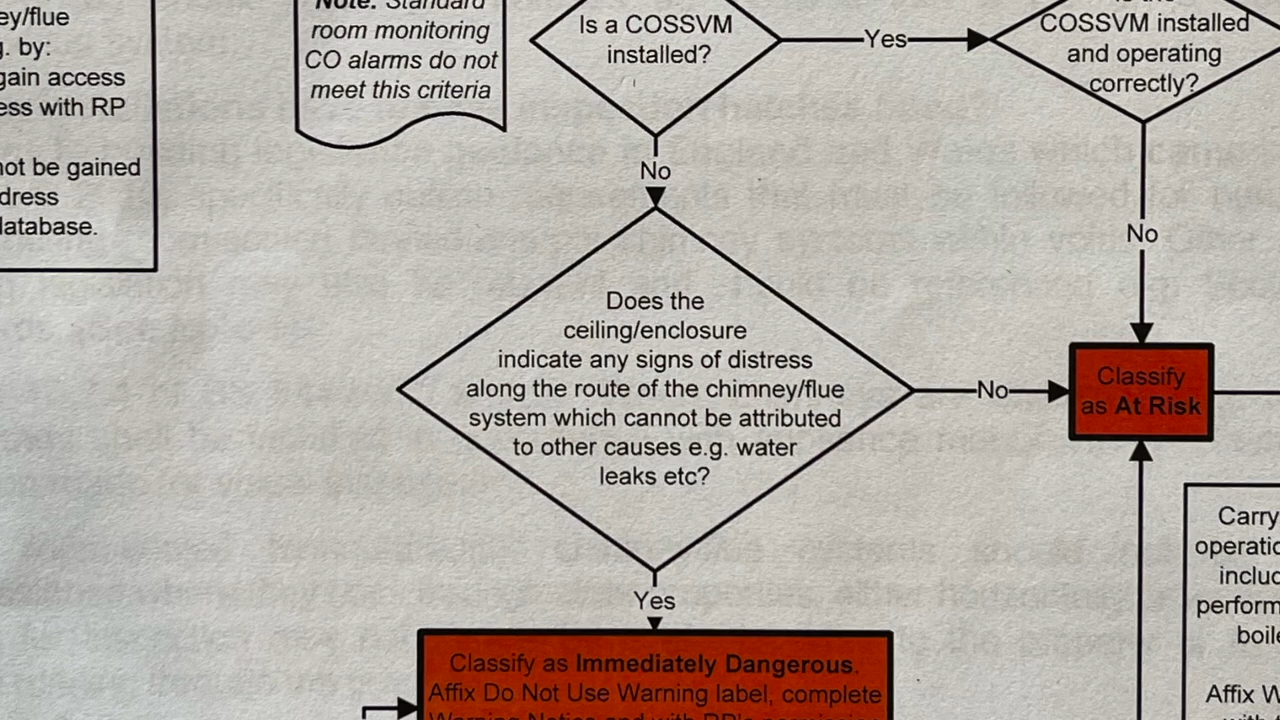 ey/flue
g. by:
gain access
ess with RP
not be gained
dress
database.
Note: Standard
room monitoring
CO alarms do not
meet this criteria
Is a COSSVM
installed?
Yes
COSSVM installed
and operating
correctly?
No
No
Does the
ceiling/enclosure
indicate any signs of distress
along the route of the chimney/flue
system which cannot be attributed
to other causes e.g. water
leaks etc?
No
Classify
as At Risk
Yes
Classify as Immediately Dangerous.
Affix Do Not Use Warning label, complete
Carry
operatio
includ
perform
boile
Affix W